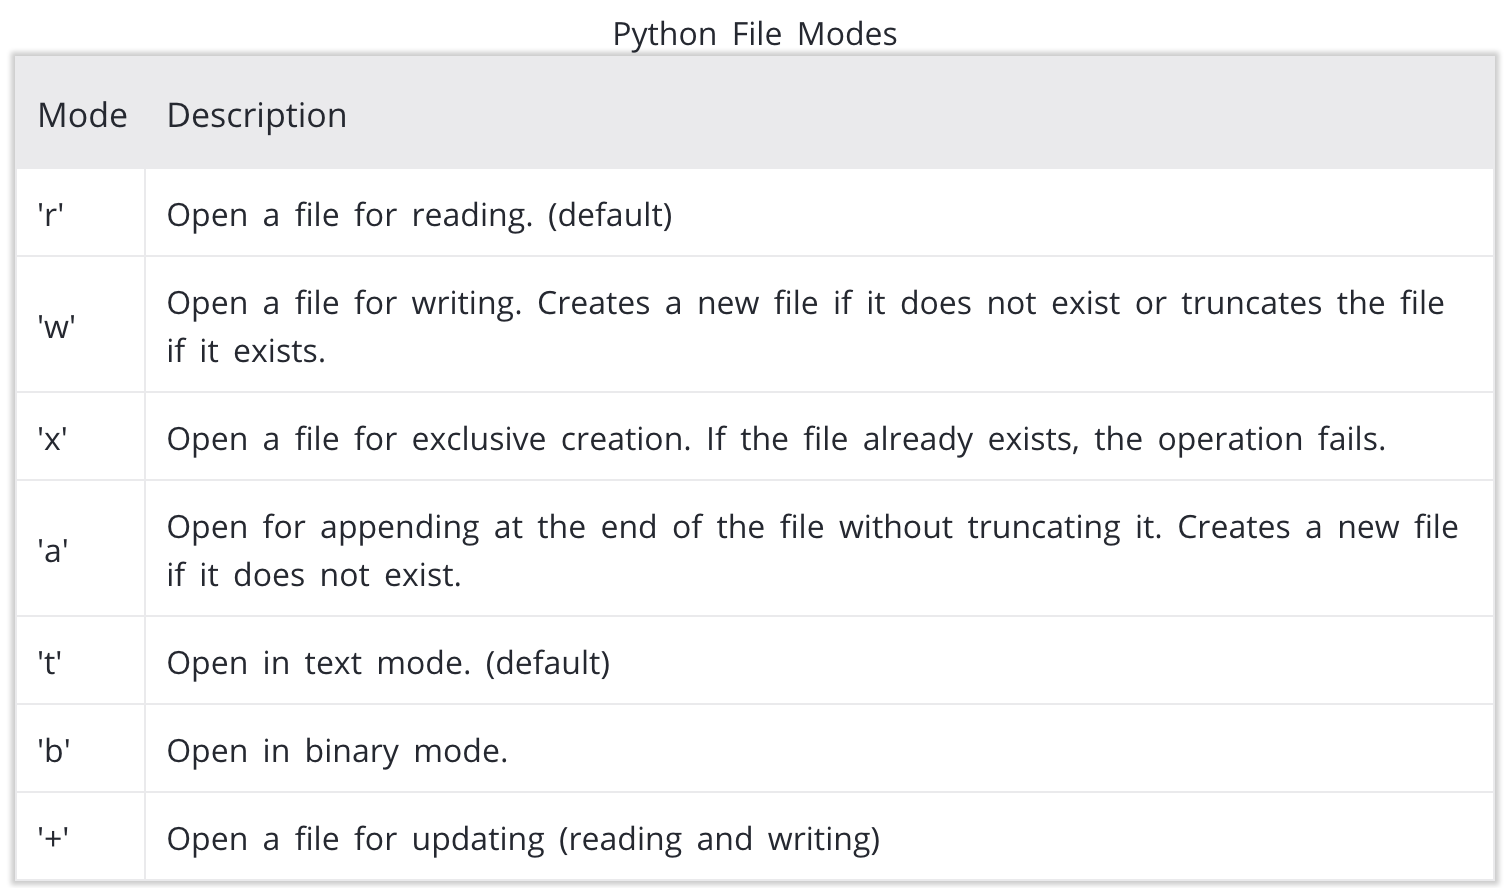 Python File Modes
Mode Description
'r' Open a file for reading. (default)
'w' Open a file for writing. Creates a new file if it does not exist or truncates the file
if it exists.
'x' Open a file for exclusive creation. If the file already exists, the operation fails.
'a' Open for appending at the end of the file without truncating it. Creates a new file
if it does not exist.
't' Open in text mode. (default)
'b' Open in binary mode.
'+' Open a file for updating (reading and writing)